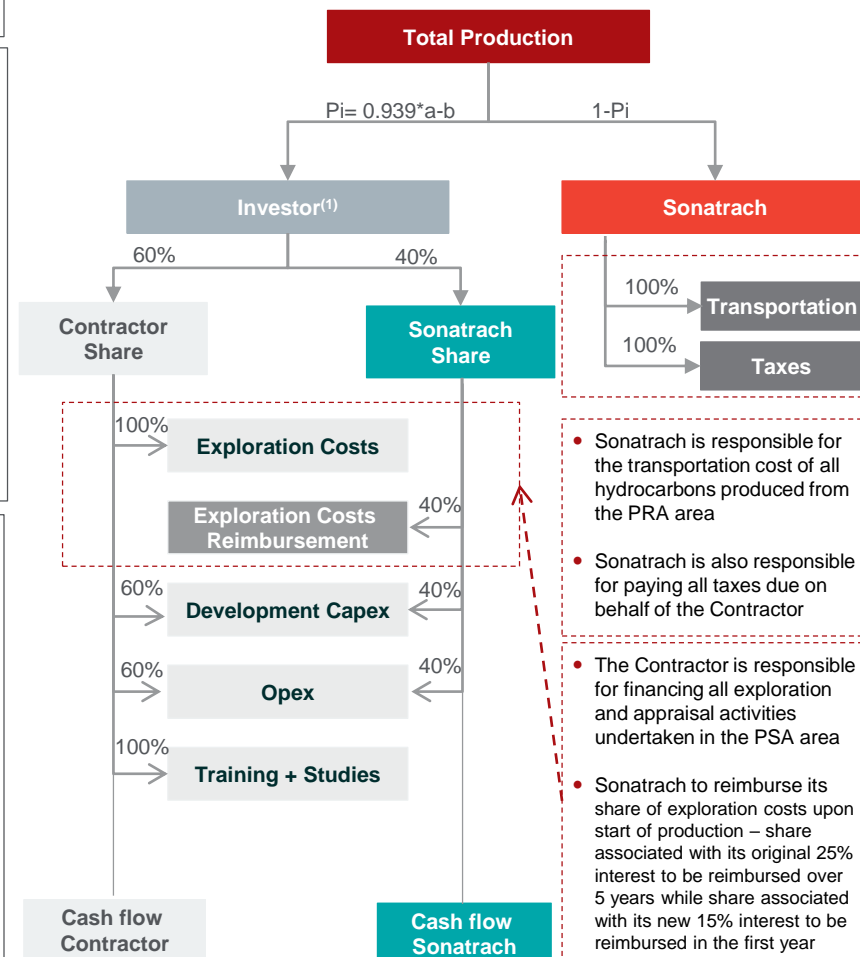 Total Production
Pi= 0.939*a-b
1-Pi
Investor(1)
Sonatrach
60%
40%
Contractor
Share
Sonatrach
Share
100%
Transportation
100%
Taxes
100%
Exploration Costs
Exploration Costs
Reimbursement
40%
60%
Development Capex
40%
60%
Opex
40%
100%
Training + Studies
Cash flow
Contractor
Cash flow
Sonatrach
• Sonatrach is responsible for
the transportation cost of all
hydrocarbons produced from
the PRA area
• Sonatrach is also responsible
for paying all taxes due on
behalf of the Contractor
• The Contractor is responsible
for financing all exploration
and appraisal activities
undertaken in the PSA area
• Sonatrach to reimburse its
share of exploration costs upon
start of production – share
associated with its original 25%
interest to be reimbursed over
5 years while share associated
with its new 15% interest to be
reimbursed in the first year